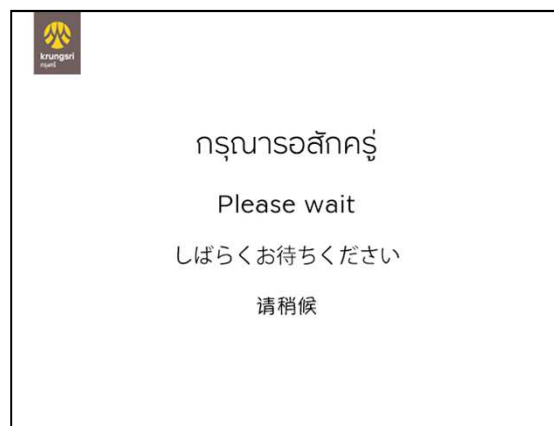 krungsri
กรุงศรี
กรุณารอสักครู่
Please wait
しばらくお待ちください
请稍候